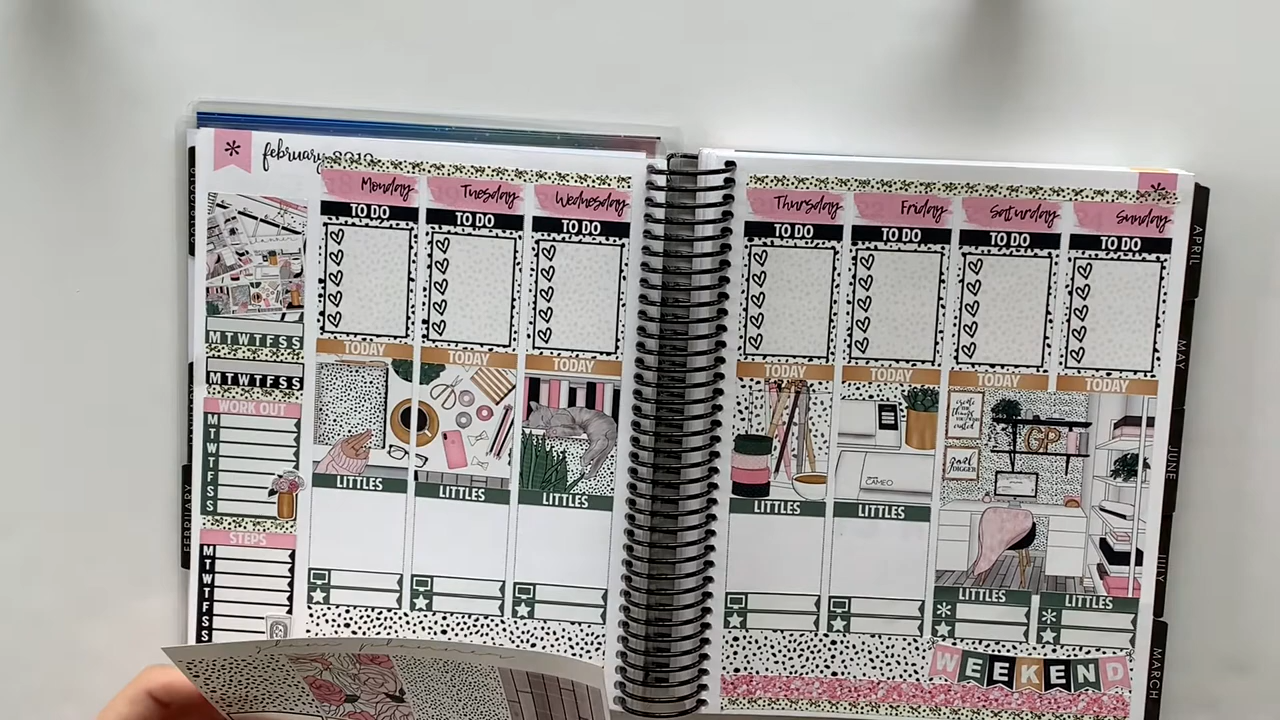 february 2019
Monday
Tuesday
Wednesday
Thursday
Friday
Saturday
Sunday
TO DO
TO DO
TO DO
TO DO
TO DO
TO DO
TO DO
MTWTFSS
MTWTFSS
WORK OUT
M
T
W
T
F
S
S
STEPS
M
T
W
T
F
S
S
TODAY
TODAY
TODAY
TODAY
TODAY
TODAY
TODAY
CAMEO
GP
LITTLES
LITTLES
LITTLES
LITTLES
LITTLES
LITTLES
LITTLES
WEEKEND
FEBRUARY
APRIL
MAY
JUNE
JULY
MARCH